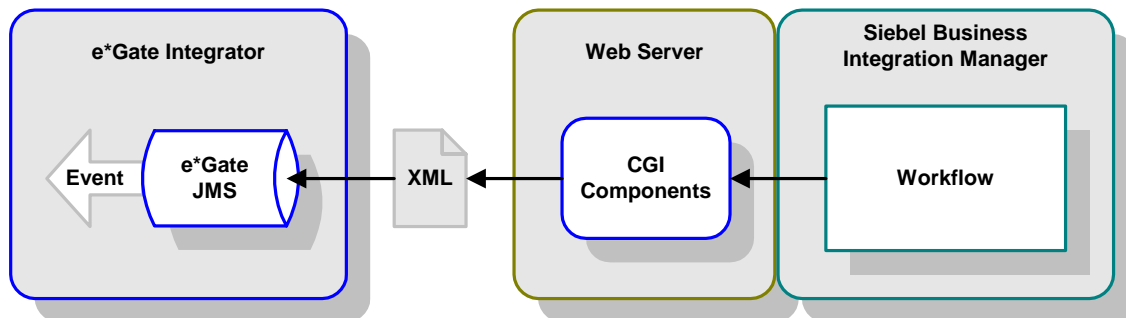 e*Gate Integrator
Web Server
Siebel Business
Integration Manager
Event
e*Gate
JMS
XML
CGI
Components
Workflow